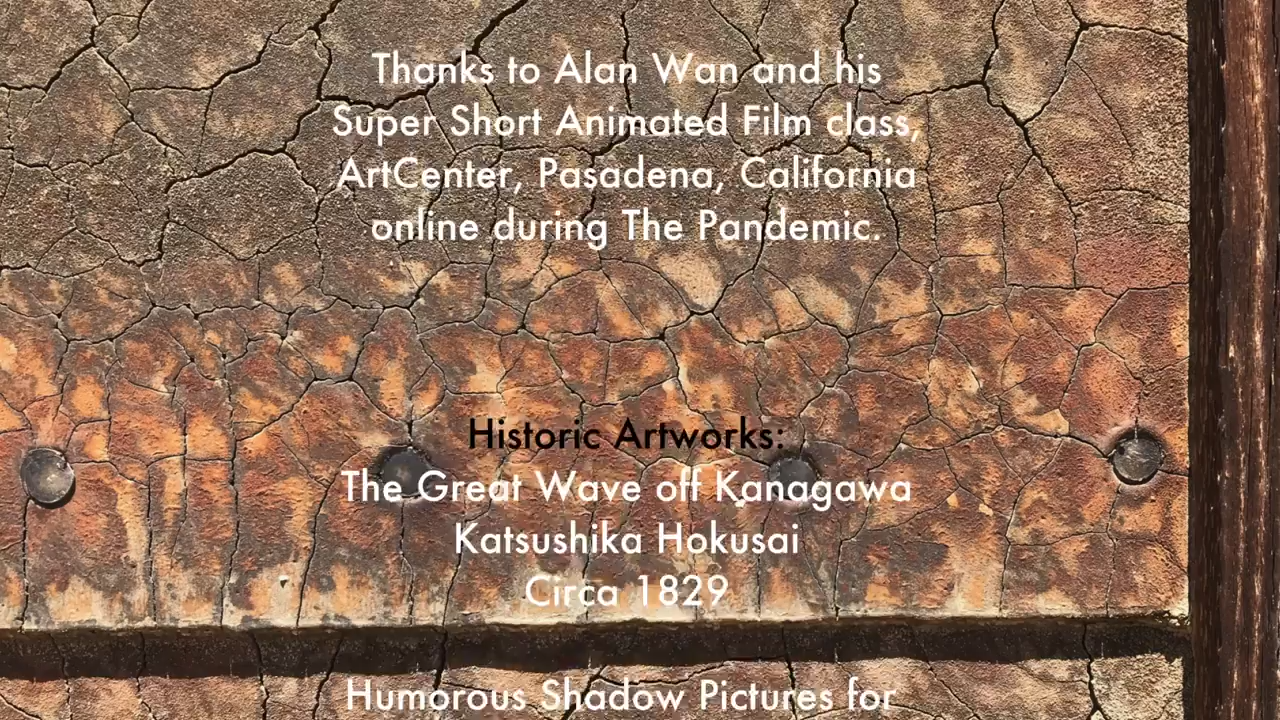 Thanks to Alan Wan and his
Super Short Animated Film class,
ArtCenter, Pasadena, California
online during The Pandemic.
Historic Artworks:
The Great Wave off Kanagawa
Katsushika Hokusai
Circa 1829
Humorous Shadow Pictures for